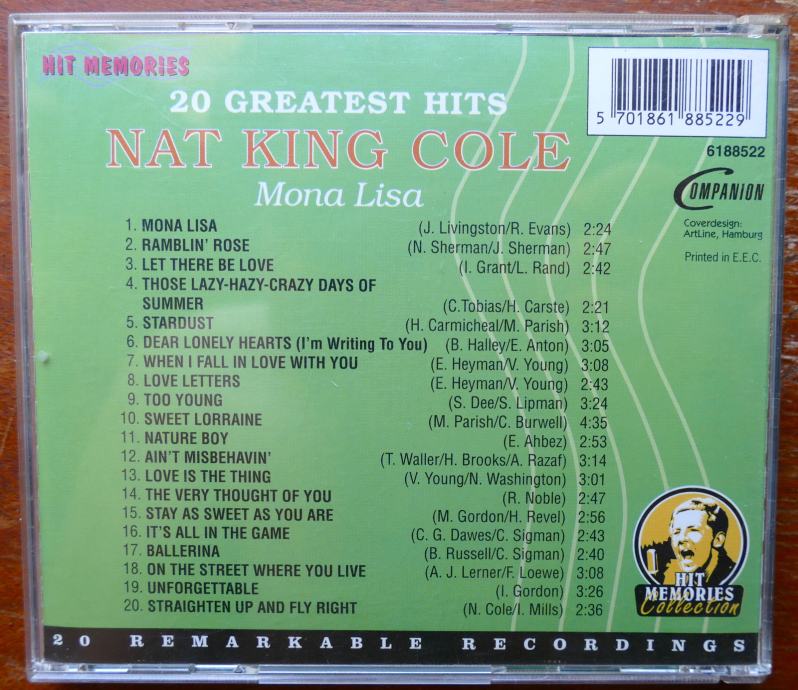 HIT MEMORIES
20 GREATEST HITS
NAT KING COLE
Mona Lisa
5 701861 885229
6188522
COMPANION
Coverdesign:
ArtLine, Hamburg
Printed in E.E.C.
1. MONA LISA (J. Livingston/R. Evans) 2:24
2. RAMBLIN' ROSE (N. Sherman/J. Sherman) 2:47
3. LET THERE BE LOVE (I. Grant/L. Rand) 2:42
4. THOSE LAZY-HAZY-CRAZY DAYS OF
SUMMER (C.Tobias/H. Carste) 2:21
5. STARDUST (H. Carmicheal/M. Parish) 3:12
6. DEAR LONELY HEARTS (I'm Writing To You) (B. Halley/E. Anton) 3:05
7. WHEN I FALL IN LOVE WITH YOU (E. Heyman/V. Young) 3:08
8. LOVE LETTERS (E. Heyman/V. Young) 2:43
9. TOO YOUNG (S. Dee/S. Lipman) 3:24
10. SWEET LORRAINE (M. Parish/C. Burwell) 4:35
11. NATURE BOY (E. Ahbez) 2:53
12. AIN'T MISBEHAVIN' (T. Waller/H. Brooks/A. Razaf) 3:14
13. LOVE IS THE THING (V. Young/N. Washington) 3:01
14. THE VERY THOUGHT OF YOU (R. Noble) 2:47
15. STAY AS SWEET AS YOU ARE (M. Gordon/H. Revel) 2:56
16. IT'S ALL IN THE GAME (C. G. Dawes/C. Sigman) 2:43
17. BALLERINA (B. Russell/C. Sigman) 2:40
18. ON THE STREET WHERE YOU LIVE (A. J. Lerner/F. Loewe) 3:08
19. UNFORGETTABLE (I. Gordon) 3:26
20. STRAIGHTEN UP AND FLY RIGHT (N. Cole/I. Mills) 2:36
HIT
MEMORIES
Collection
20 REMARKABLE RECORDINGS